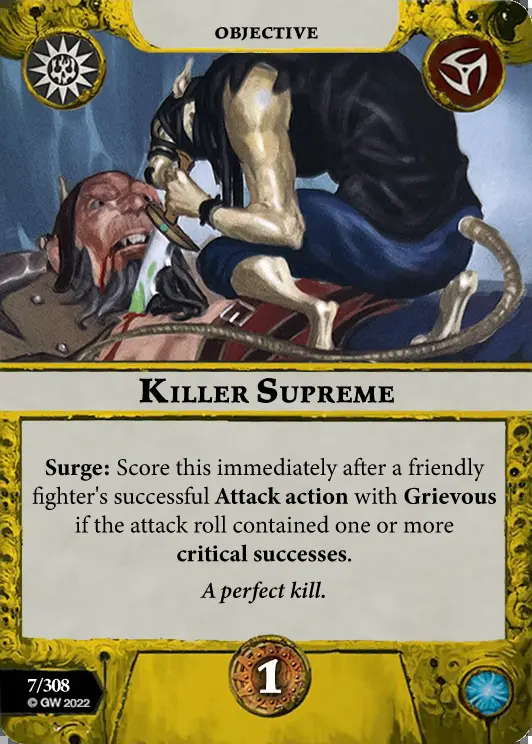 OBJECTIVE
KILLER SUPREME
Surge: Score this immediately after a friendly
fighter's successful Attack action with Grievous
if the attack roll contained one or more
critical successes.
A perfect kill.
1
7/308
© GW 2022